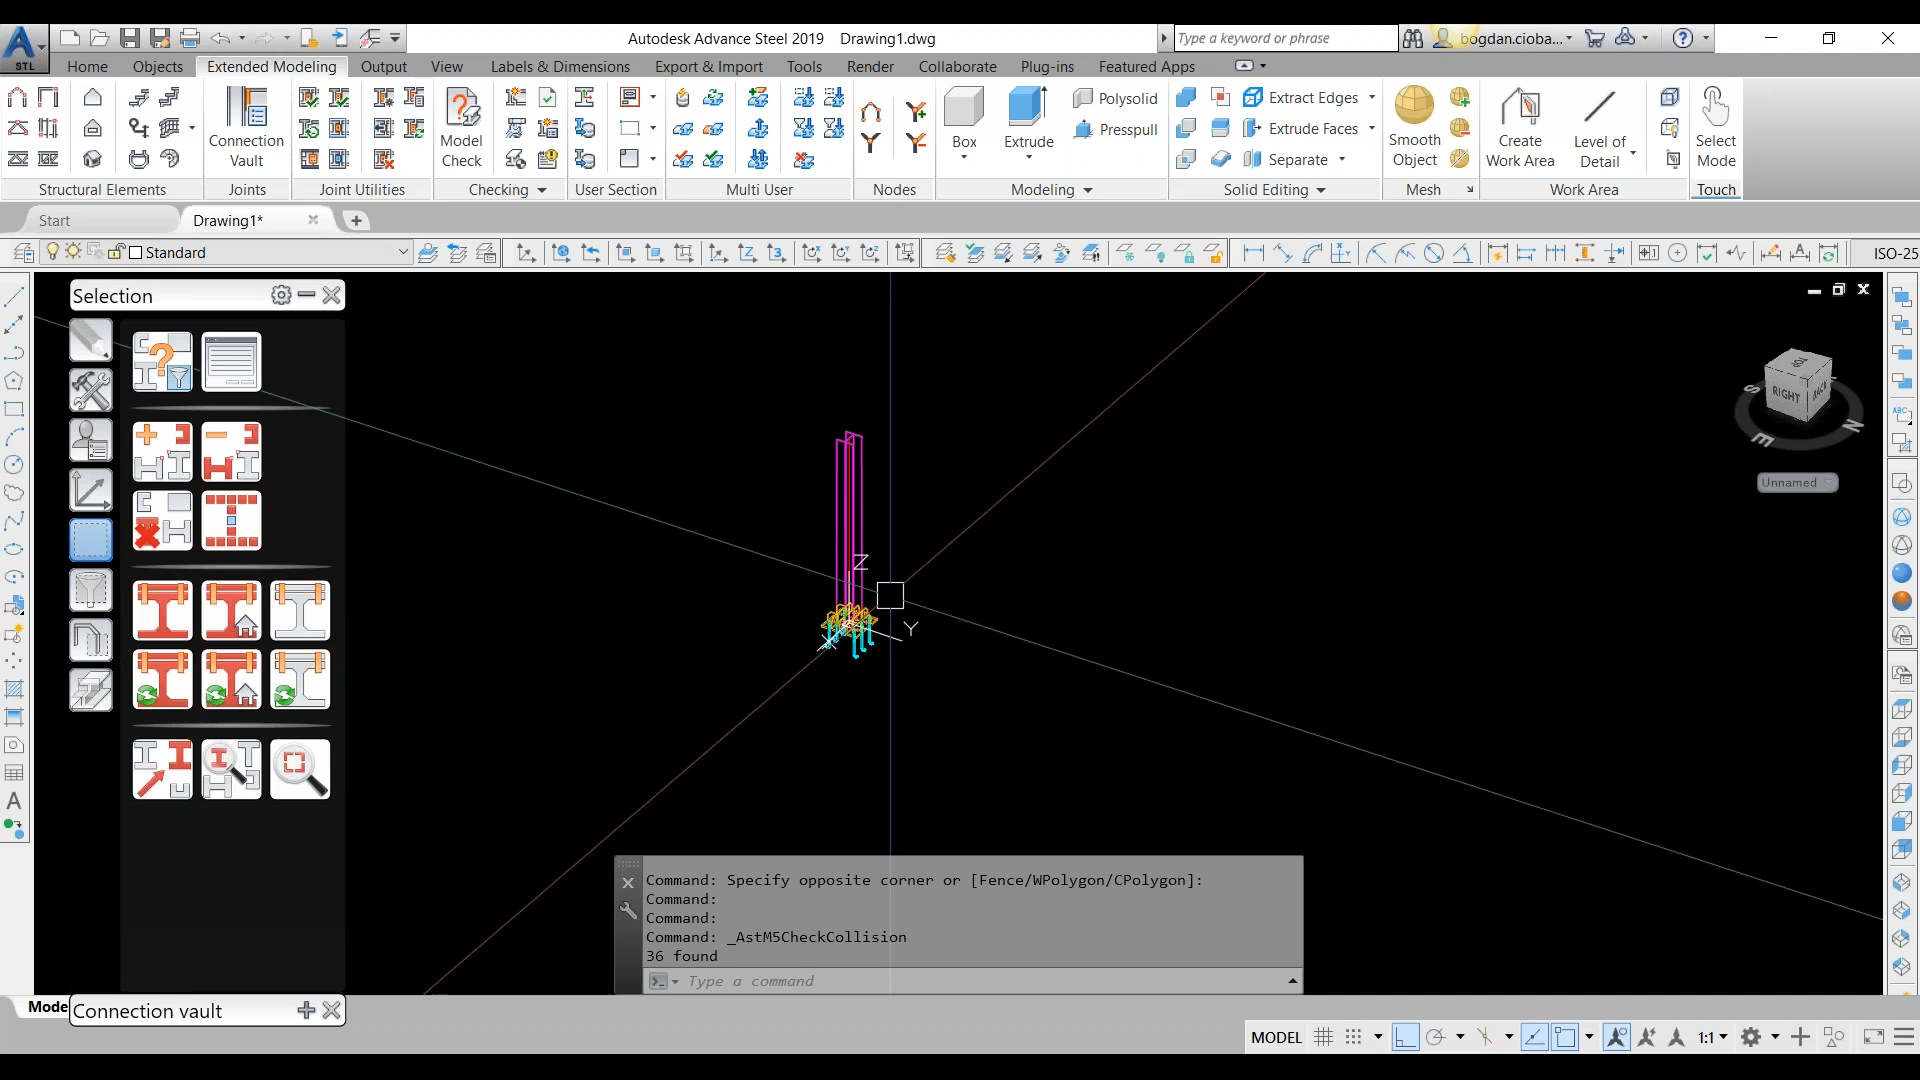 Autodesk Advance Steel 2019 Drawing1.dwg
Type a keyword or phrase
bogdan.cioba...
STL
Home Objects Extended Modeling Output View Labels & Dimensions Export & Import Tools Render Collaborate Plug-ins Featured Apps
Connection
Vault
Model
Check
Box
Extrude
Polysolid
Presspull
Extract Edges
Extrude Faces
Separate
Smooth
Object
Create
Work Area
Level of
Detail
Select
Mode
Structural Elements Joints Joint Utilities Checking User Section Multi User Nodes Modeling Solid Editing Mesh Work Area Touch
Start Drawing1*
Standard
ISO-25
Selection
TOP
RIGHT
BACK
S
E
N
Unnamed
Z
Y
X
Command: Specify opposite corner or [Fence/WPolygon/CPolygon]:
Command:
Command:
Command: _AstM5CheckCollision
36 found
Type a command
Mode
Connection vault
MODEL
1:1